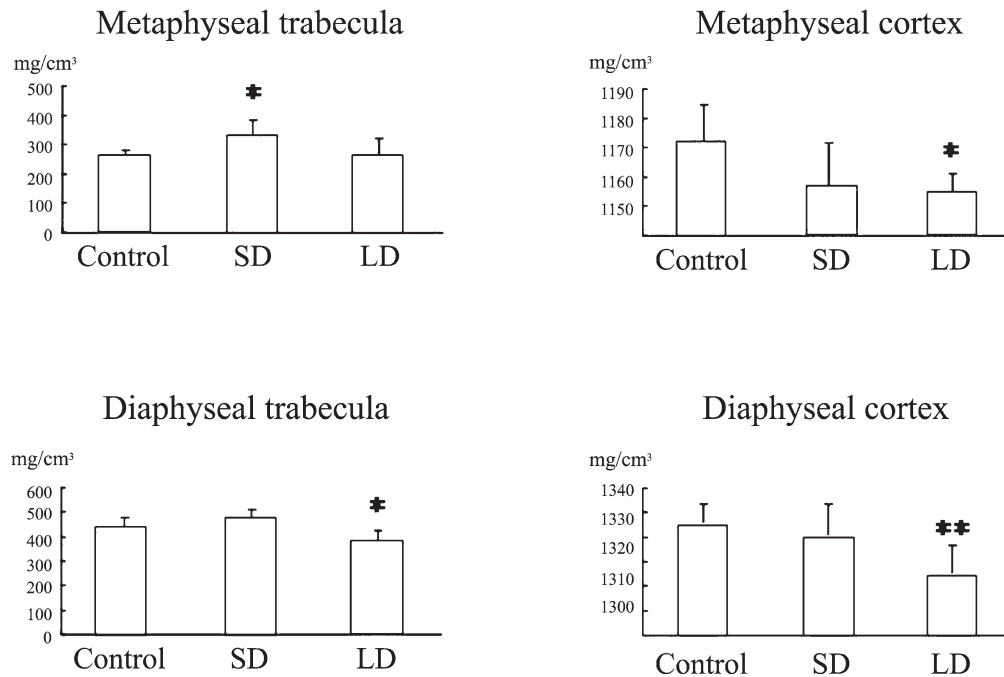 Metaphyseal trabecula
mg/cm³
500
400
300
200
100
0
*
Control SD LD
Metaphyseal cortex
mg/cm³
1190
1180
1170
1160
1150
*
Control SD LD
Diaphyseal trabecula
mg/cm³
600
500
400
300
200
100
0
*
Control SD LD
Diaphyseal cortex
mg/cm³
1340
1330
1320
1310
1300
**
Control SD LD